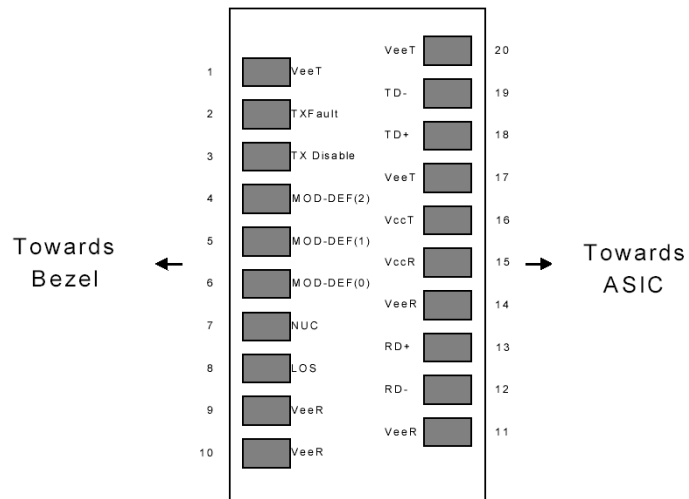 VeeT 20
1 VeeT
TD- 19
2 TXFault
TD+ 18
3 TX Disable
VeeT 17
4 MOD-DEF(2)
VccT 16
5 MOD-DEF(1)
Towards
Bezel
VccR 15
Towards
ASIC
6 MOD-DEF(0)
VeeR 14
7 NUC
RD+ 13
8 LOS
RD- 12
9 VeeR
VeeR 11
10 VeeR